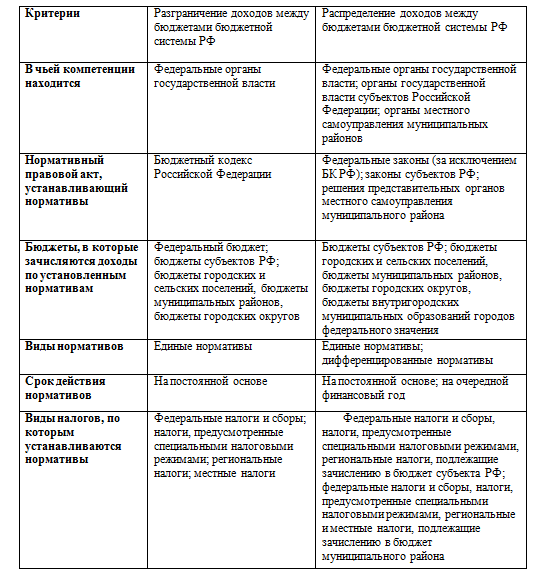 Критерии
Разграничение доходов между
бюджетами бюджетной
системы РФ
Распределение доходов между
бюджетами бюджетной системы РФ
В чьей компетенции
находится
Федеральные органы
государственной власти
Федеральные органы государственной
власти; органы государственной
власти субъектов Российской
Федерации; органы местного
самоуправления муниципальных
районов
Нормативный
правовой акт,
устанавливающий
нормативы
Бюджетный кодекс
Российской Федерации
Федеральные законы (за исключением
БК РФ); законы субъектов РФ;
решения представительных органов
местного самоуправления
муниципального района
Бюджеты, в которые
зачисляются доходы
по установленным
нормативам
Федеральный бюджет;
бюджеты субъектов РФ;
бюджеты городских и
сельских поселений, бюджеты
муниципальных районов,
бюджеты городских округов
Бюджеты субъектов РФ; бюджеты
городских и сельских поселений,
бюджеты муниципальных районов,
бюджеты городских округов,
бюджеты внутригородских
муниципальных образований городов
федерального значения
Виды нормативов
Единые нормативы
Единые нормативы;
дифференцированные нормативы
Срок действия
нормативов
На постоянной основе
На постоянной основе; на очередной
финансовый год
Виды налогов, по
которым
устанавливаются
нормативы
Федеральные налоги и сборы;
налоги, предусмотренные
специальными налоговыми
режимами; региональные
налоги; местные налоги
Федеральные налоги и сборы,
налоги, предусмотренные
специальными налоговыми режимами,
региональные налоги, подлежащие
зачислению в бюджет субъекта РФ;
федеральные налоги и сборы, налоги,
предусмотренные специальными
налоговыми режимами, региональные
и местные налоги, подлежащие
зачислению в бюджет
муниципального района